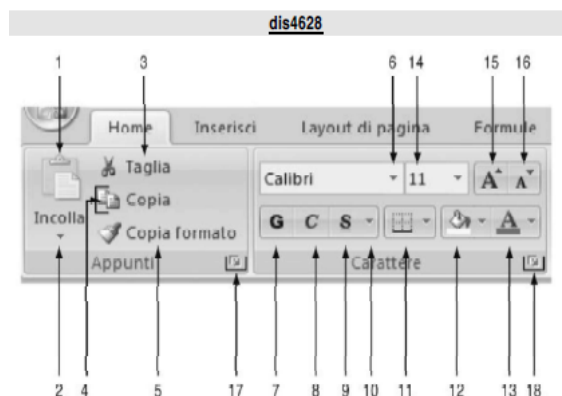 dis4628
1 3 6 14 15 16
Home Inserisci Layout di pagina Formule
Taglia
Calibri 11 A A
Copia
Incolla
G C S A
Copia formato
Appunti Carattere
2 4 5 17 7 8 9 10 11 12 13 18